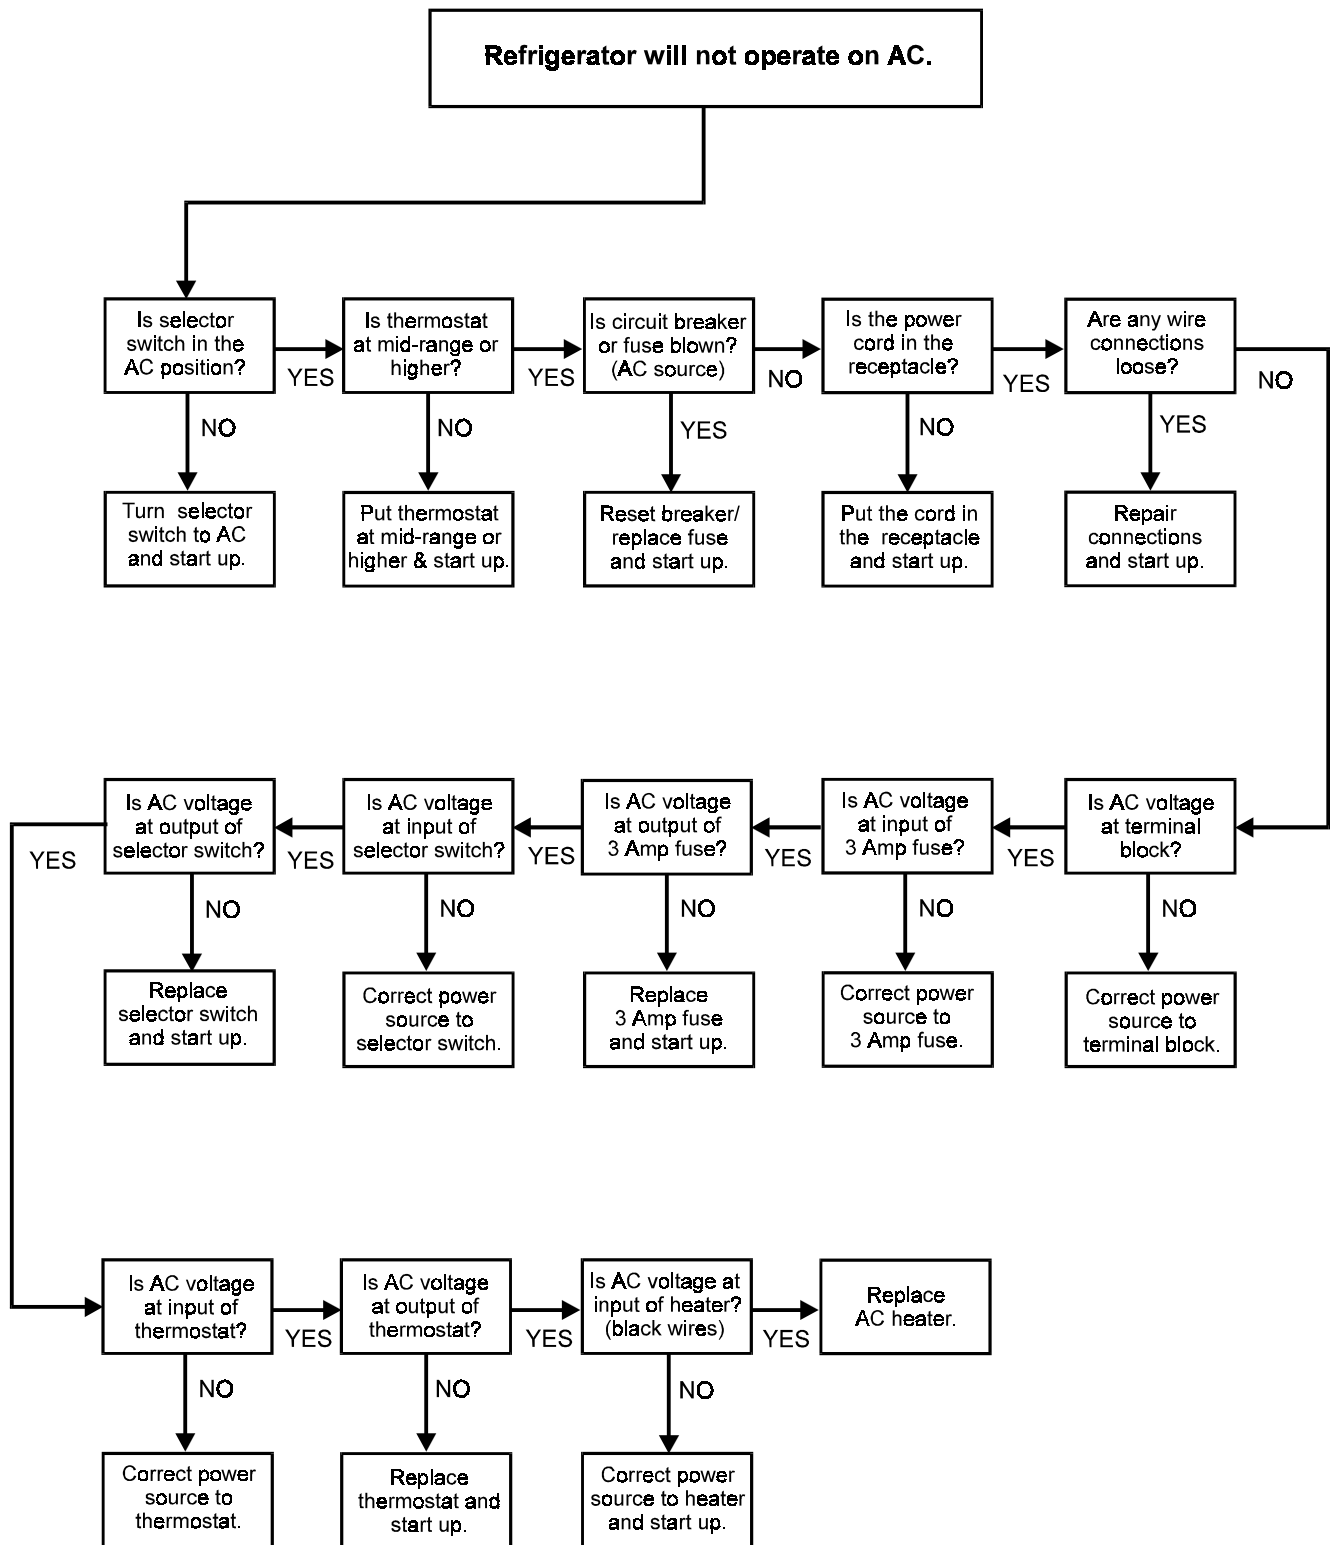 Refrigerator will not operate on AC.
Is selector
switch in the
AC position?
YES
Is thermostat
at mid-range or
higher?
YES
Is circuit breaker
or fuse blown?
(AC source)
NO
Is the power
cord in the
receptacle?
YES
Are any wire
connections
loose?
NO
NO
NO
YES
NO
YES
Turn selector
switch to AC
and start up.
Put thermostat
at mid-range or
higher & start up.
Reset breaker/
replace fuse
and start up.
Put the cord in
the receptacle
and start up.
Repair
connections
and start up.
Is AC voltage
at output of
selector switch?
YES
Is AC voltage
at input of
selector switch?
YES
Is AC voltage
at output of
3 Amp fuse?
YES
Is AC voltage
at input of
3 Amp fuse?
YES
Is AC voltage
at terminal
block?
YES
NO
NO
NO
NO
NO
Replace
selector switch
and start up.
Correct power
source to
selector switch.
Replace
3 Amp fuse
and start up.
Correct power
source to
3 Amp fuse.
Correct power
source to
terminal block.
Is AC voltage
at input of
thermostat?
YES
Is AC voltage
at output of
thermostat?
YES
Is AC voltage at
input of heater?
(black wires)
YES
Replace
AC heater.
NO
NO
NO
Correct power
source to
thermostat.
Replace
thermostat and
start up.
Correct power
source to heater
and start up.